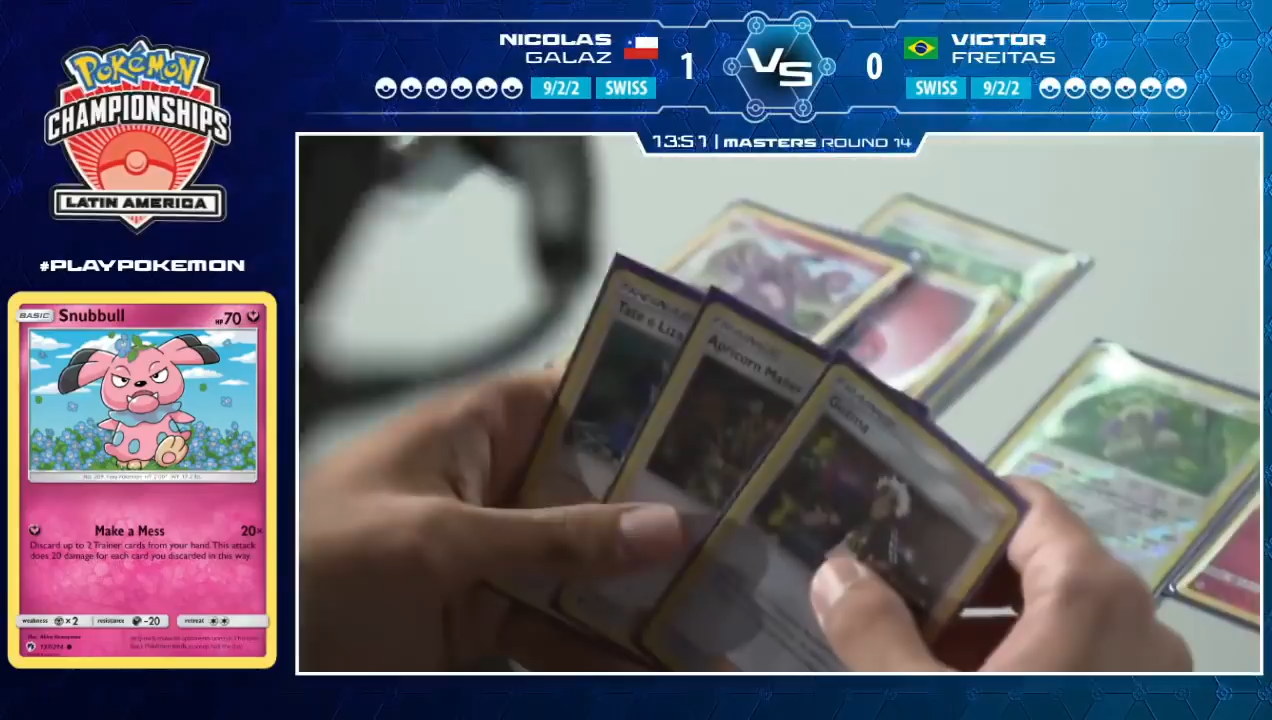 POKéMON
CHAMPIONSHIPS
LATIN AMERICA
#PLAYPOKEMON
NICOLAS
GALAZ
1
9/2/2
SWISS
VS
0
VICTOR
FREITAS
SWISS
9/2/2
13:51 | MASTERS ROUND 14
BASIC
Snubbull
HP70
Make a Mess
20×
Discard up to 2 Trainer cards from your hand. This attack
does 20 damage for each card you discarded in this way.
weakness
×2
resistance
-20
retreat
Apricorn Maker
Guzma